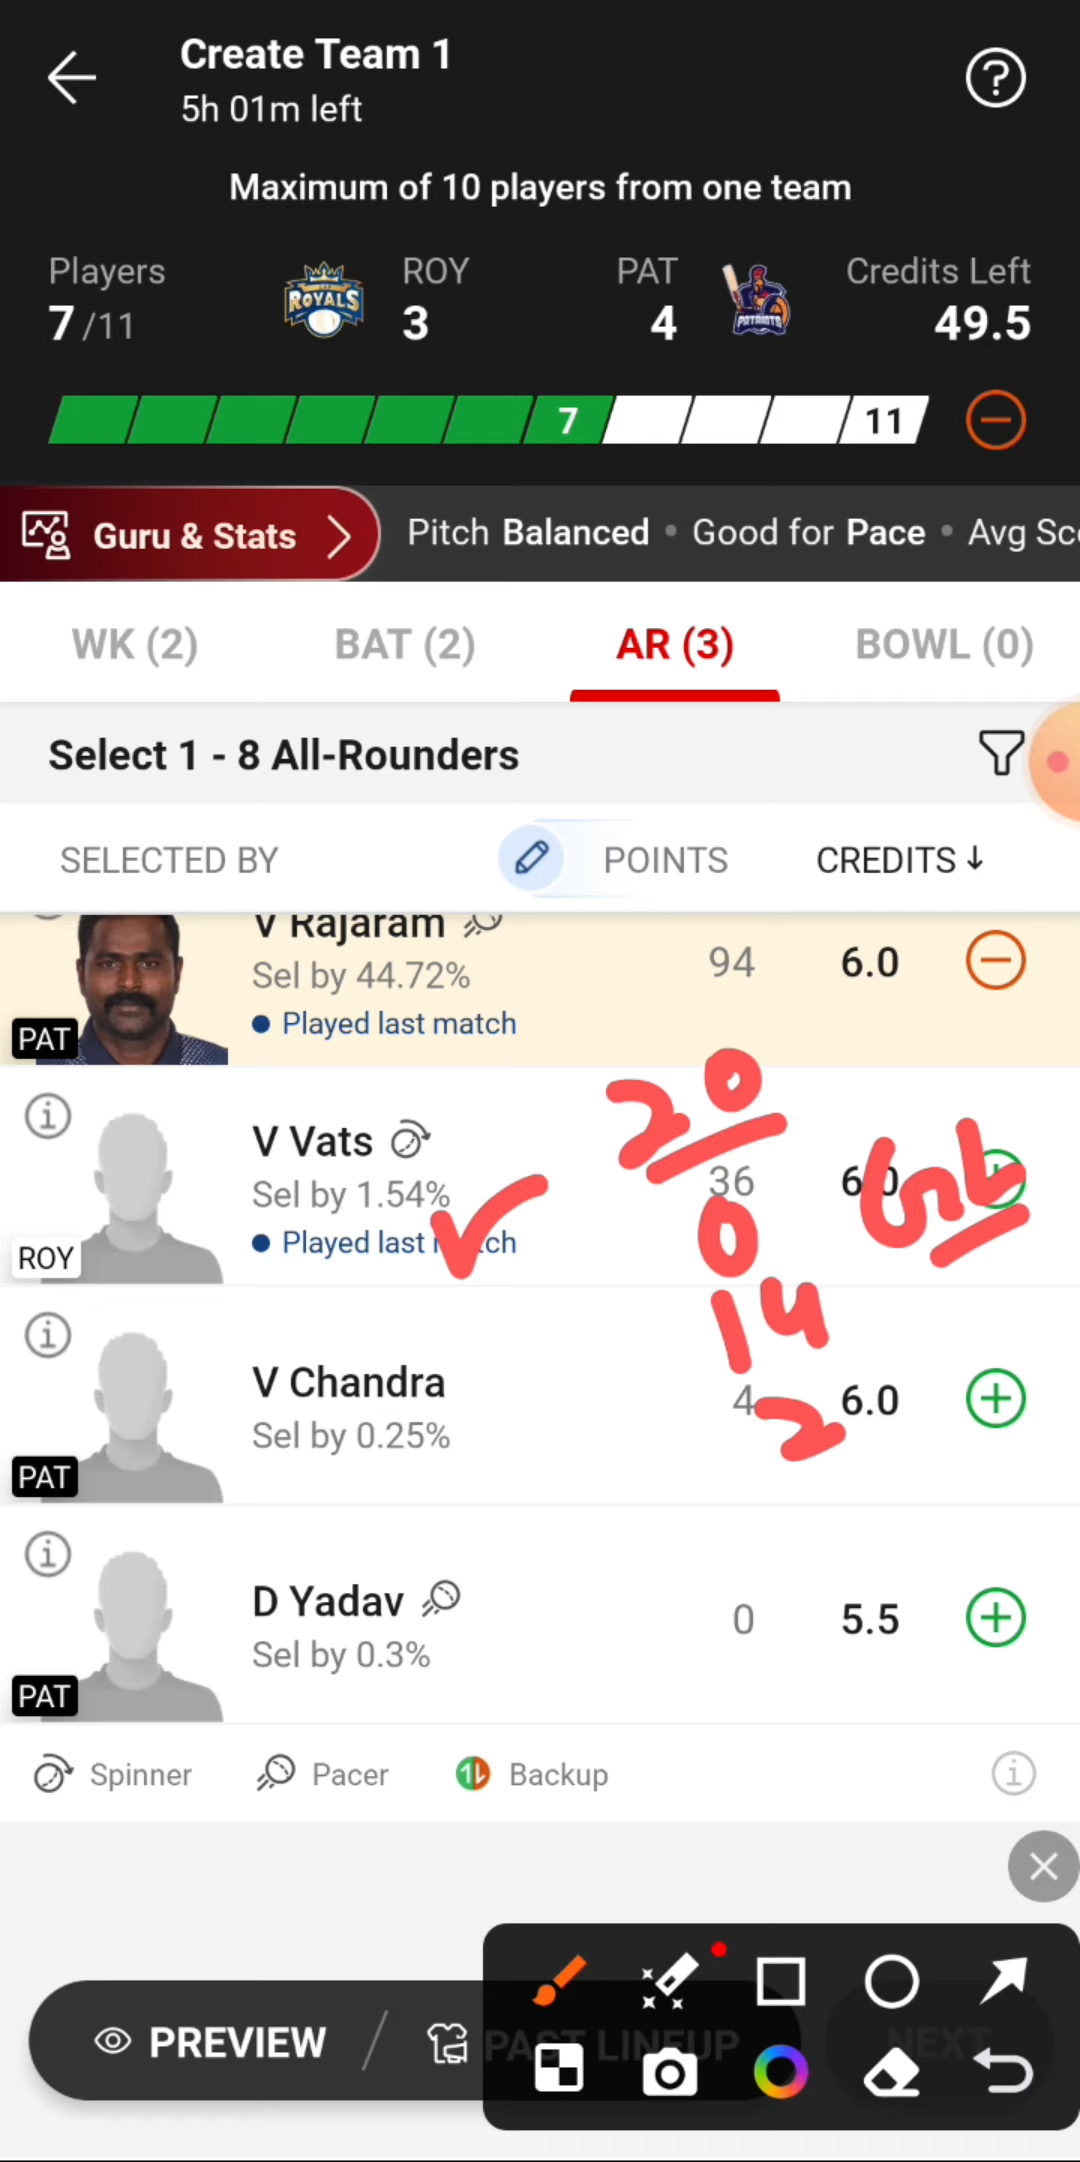 Create Team 1
5h 01m left
Maximum of 10 players from one team
Players ROY PAT Credits Left
7/11 ROYALS 3 4 PATRIOTS 49.5
7 11
Guru & Stats Pitch Balanced • Good for Pace • Avg Sc
WK (2) BAT (2) AR (3) BOWL (0)
Select 1 - 8 All-Rounders
SELECTED BY POINTS CREDITS ↓
V Rajaram
Sel by 44.72% 94 6.0
PAT • Played last match
20
V Vats
Sel by 1.54% 36 6.0
ROY • Played last
0
14
V Chandra
4 6.0
Sel by 0.25%
2
PAT
D Yadav
0 5.5
Sel by 0.3%
PAT
Spinner Pacer Backup
PREVIEW / PAST LINEUP NEXT